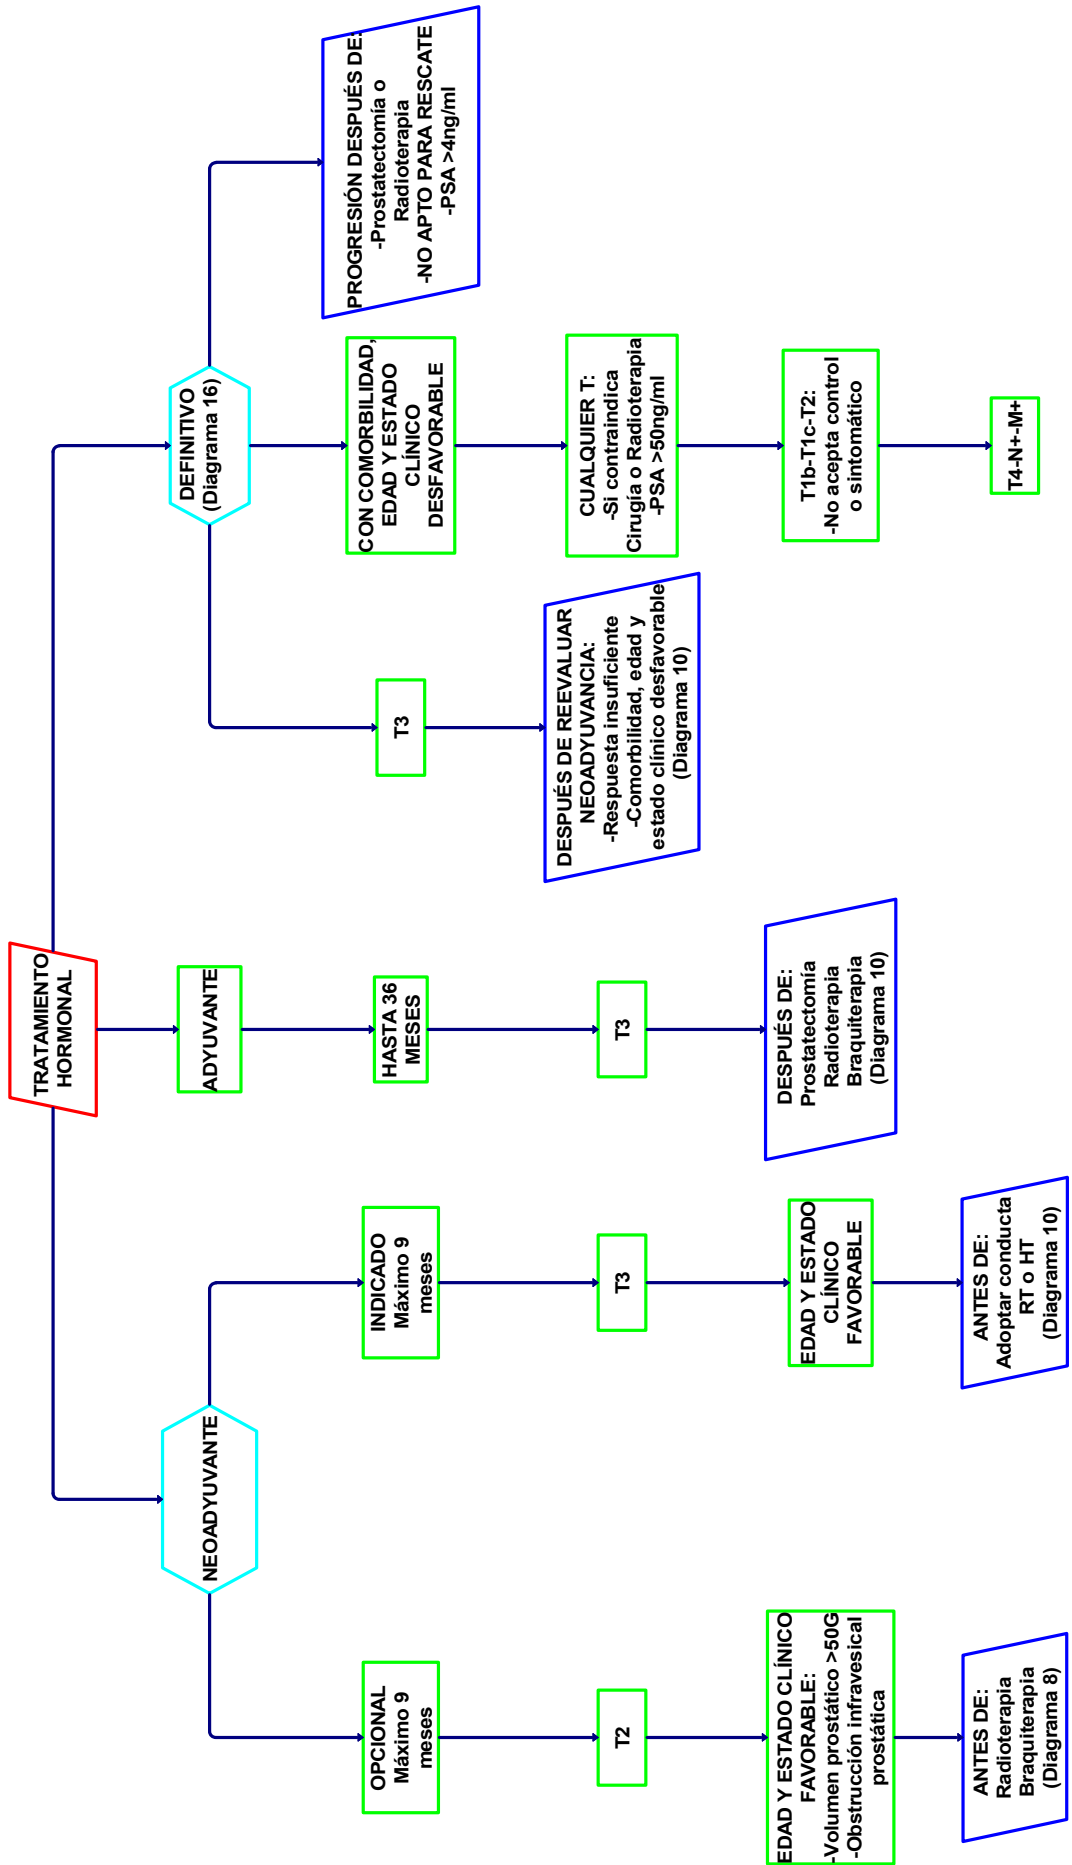 TRATAMIENTO
HORMONAL
NEOADYUVANTE
OPCIONAL
Máximo 9
meses
T2
EDAD Y ESTADO CLÍNICO
FAVORABLE:
-Volumen prostático >50G
-Obstrucción infravesical
prostática
ANTES DE:
Radioterapia
Braquiterapia
(Diagrama 8)
INDICADO
Máximo 9
meses
T3
EDAD Y ESTADO
CLÍNICO
FAVORABLE
ANTES DE:
Adoptar conducta
RT o HT
(Diagrama 10)
ADYUVANTE
HASTA 36
MESES
T3
DESPUÉS DE:
Prostatectomía
Radioterapia
Braquiterapia
(Diagrama 10)
DEFINITIVO
(Diagrama 16)
T3
DESPUÉS DE REEVALUAR
NEOADYUVANCIA:
-Respuesta insuficiente
-Comorbilidad, edad y
estado clínico desfavorable
(Diagrama 10)
CON COMORBILIDAD,
EDAD Y ESTADO
CLÍNICO
DESFAVORABLE
CUALQUIER T:
-Si contraindica
Cirugía o Radioterapia
-PSA >50ng/ml
T1b-T1c-T2:
-No acepta control
o sintomático
T4-N+-M+
PROGRESIÓN DESPUÉS DE:
-Prostatectomía o
Radioterapia
-NO APTO PARA RESCATE
-PSA >4ng/ml